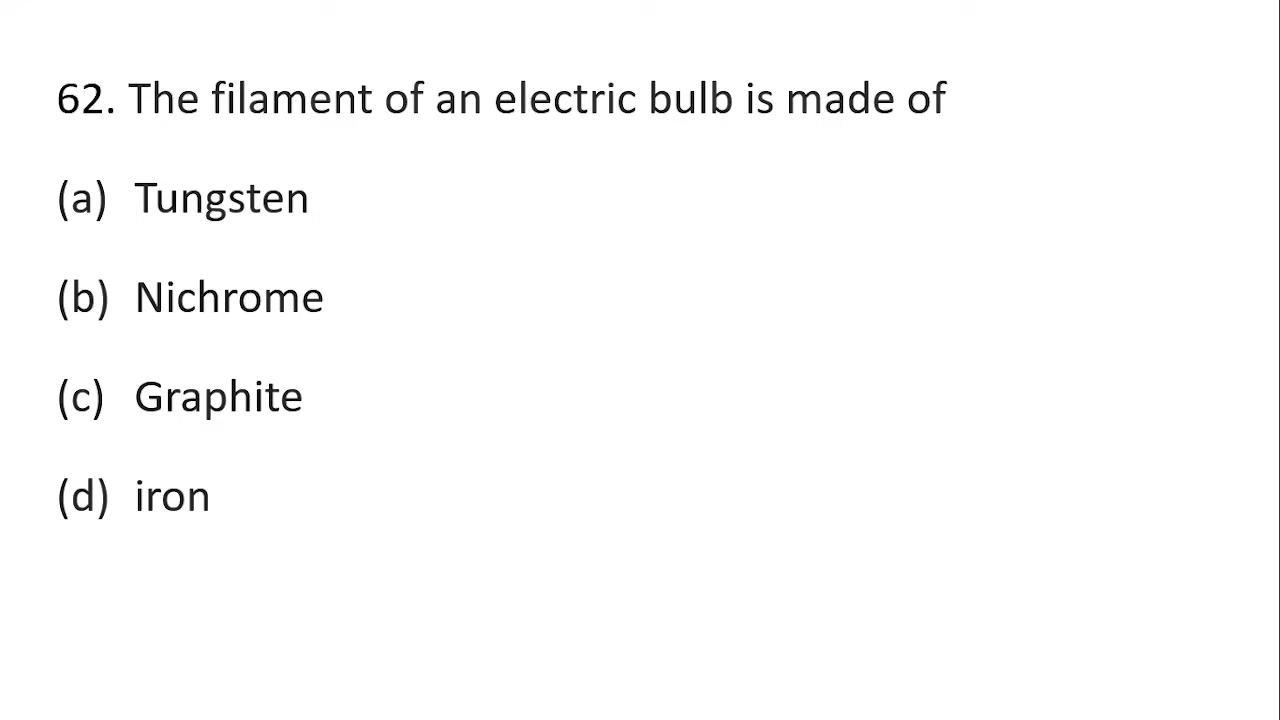 62. The filament of an electric bulb is made of
(a) Tungsten
(b) Nichrome
(c) Graphite
(d) iron